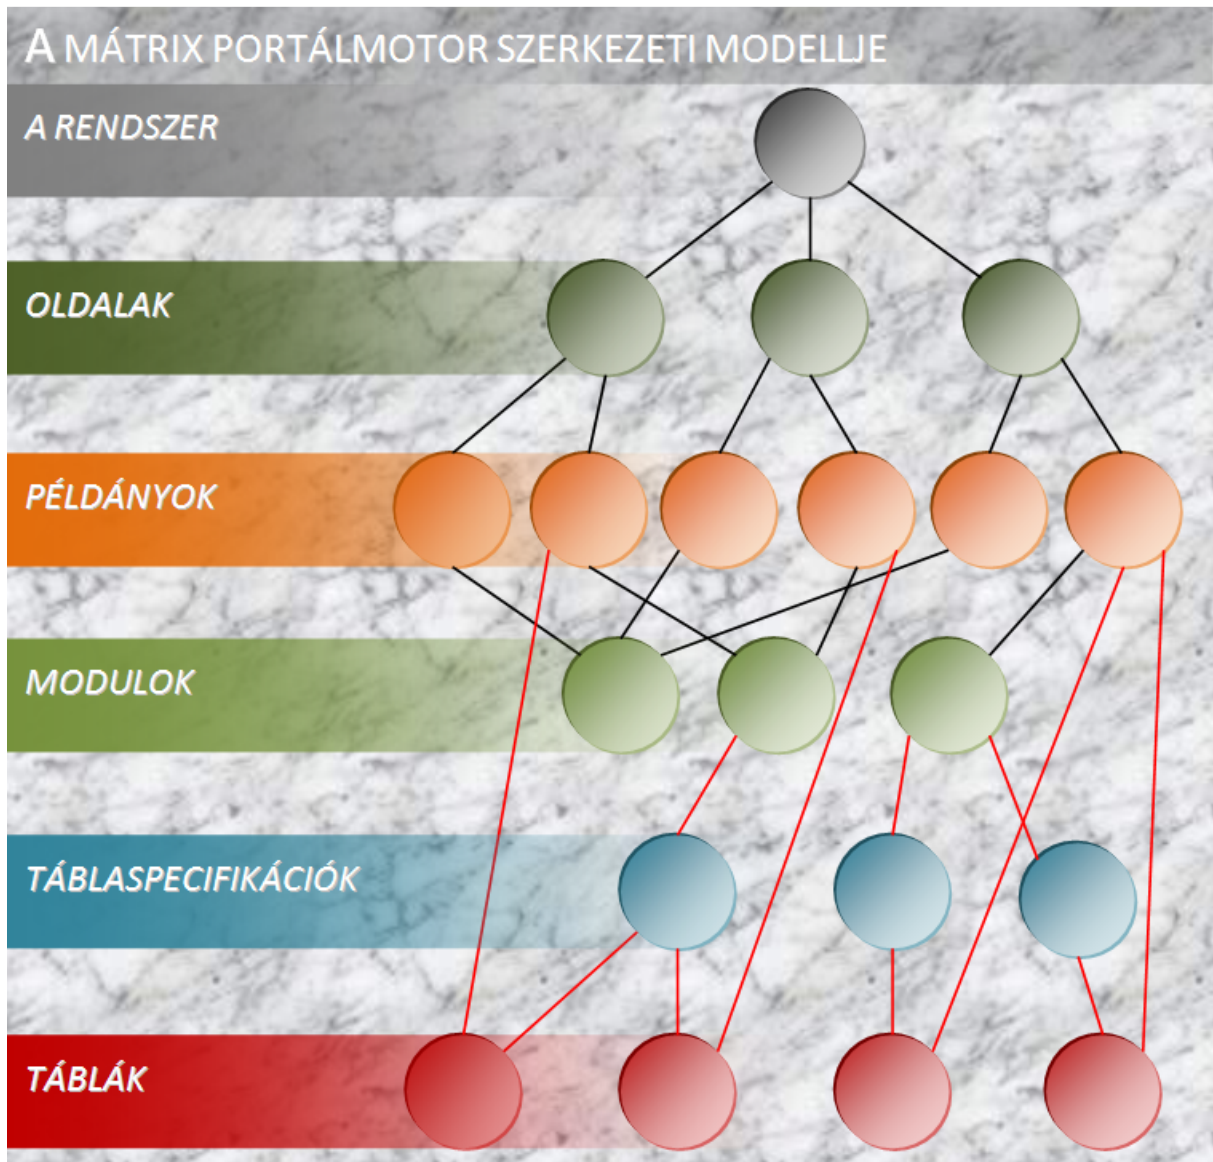 A MÁTRIX PORTÁLMOTOR SZERKEZETI MODELLJE
A RENDSZER
OLDALAK
PÉLDÁNYOK
MODULOK
TÁBLASPECIFIKÁCIÓK
TÁBLÁK